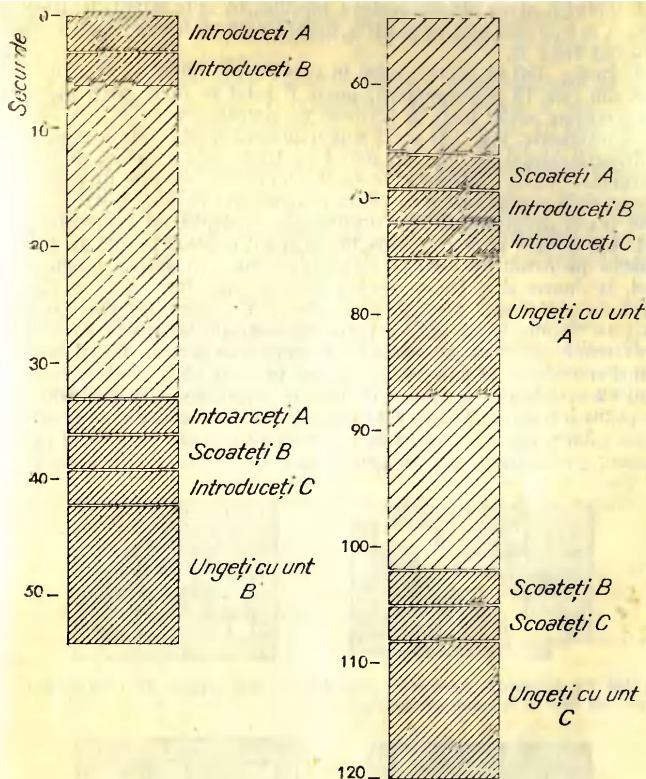 Secunde
0
Introduceți A
Introduceți B
10
20
30
Intoarceți A
Scoateți B
40
Introduceți C
Ungeți cu unt
B
50
60
Scoateți A
0
Introduceți B
Introduceți C
80
Ungeți cu unt
A
90
100
Scoateți B
Scoateți C
110
Ungeți cu unt
C
120